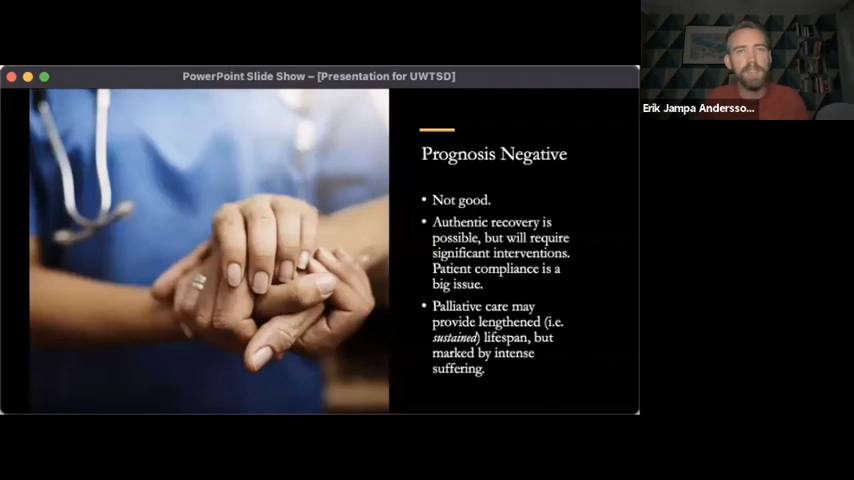 PowerPoint Slide Show – [Presentation for UWTSD]
Erik Jampa Andersso...
Prognosis Negative
• Not good.
• Authentic recovery is
possible, but will require
significant interventions.
Patient compliance is a
big issue.
• Palliative care may
provide lengthened (i.e.
sustained) lifespan, but
marked by intense
suffering.